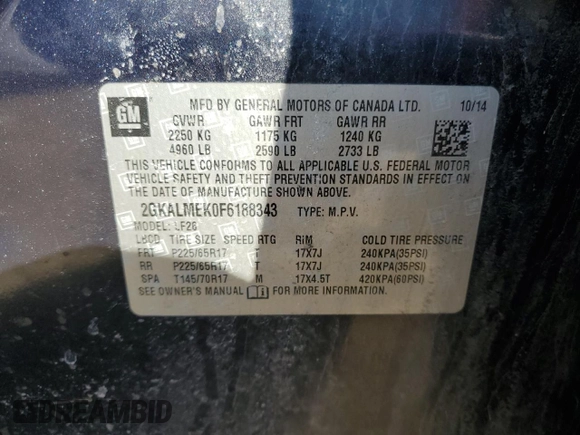 GM
MFD BY GENERAL MOTORS OF CANADA LTD. 10/14
GVWR GAWR FRT GAWR RR
2250 KG 1175 KG 1240 KG
4960 LB 2590 LB 2733 LB
THIS VEHICLE CONFORMS TO ALL APPLICABLE U.S. FEDERAL MOTOR
VEHICLE SAFETY AND THEFT PREVENTION STANDARDS IN EFFECT ON THE
DATE OF MANUFACTURE SHOWN ABOVE.
2GKALMEK0F6188343 TYPE: M.P.V.
MODEL: LF26
LOCD TIRE SIZE SPEED RTG RIM COLD TIRE PRESSURE
FRT P225/65R17 T 17X7J 240KPA(35PSI)
RR P225/65R17 T 17X7J 240KPA(35PSI)
SPA T145/70R17 M 17X4.5T 420KPA(60PSI)
SEE OWNER'S MANUAL FOR MORE INFORMATION.
DREAMBID